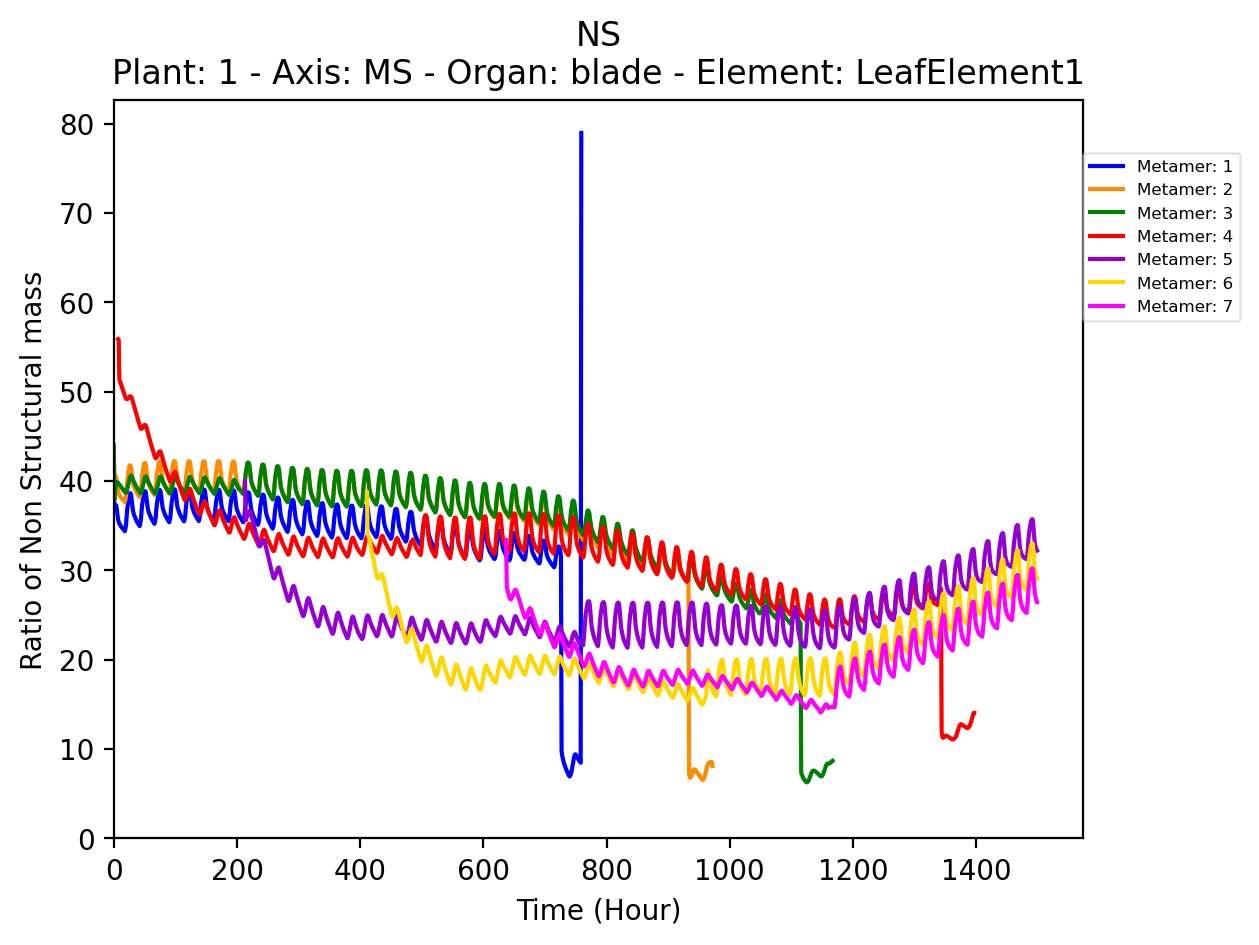 NS
Plant: 1 - Axis: MS - Organ: blade - Element: LeafElement1
Ratio of Non Structural mass
80
70
60
50
40
30
20
10
0
0 200 400 600 800 1000 1200 1400
Time (Hour)
Metamer: 1
Metamer: 2
Metamer: 3
Metamer: 4
Metamer: 5
Metamer: 6
Metamer: 7